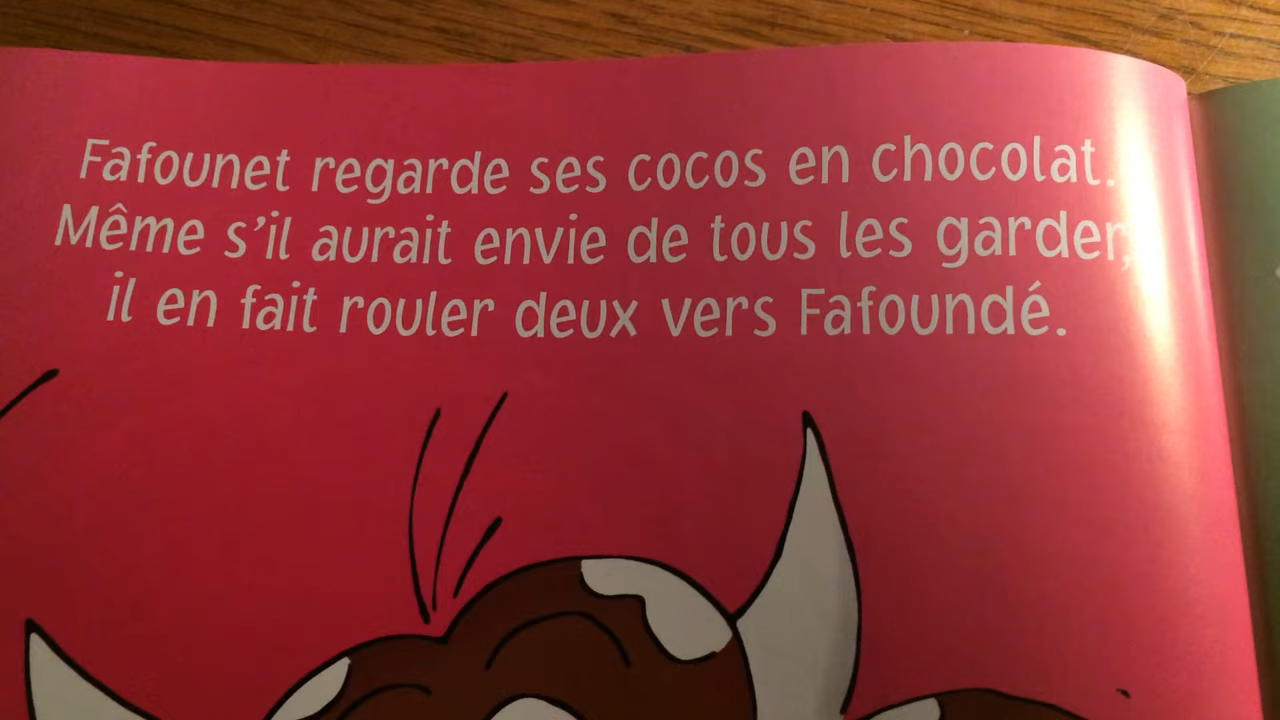 Fafounet regarde ses cocos en chocolat.
Même s'il aurait envie de tous les garder,
il en fait rouler deux vers Fafoundé.